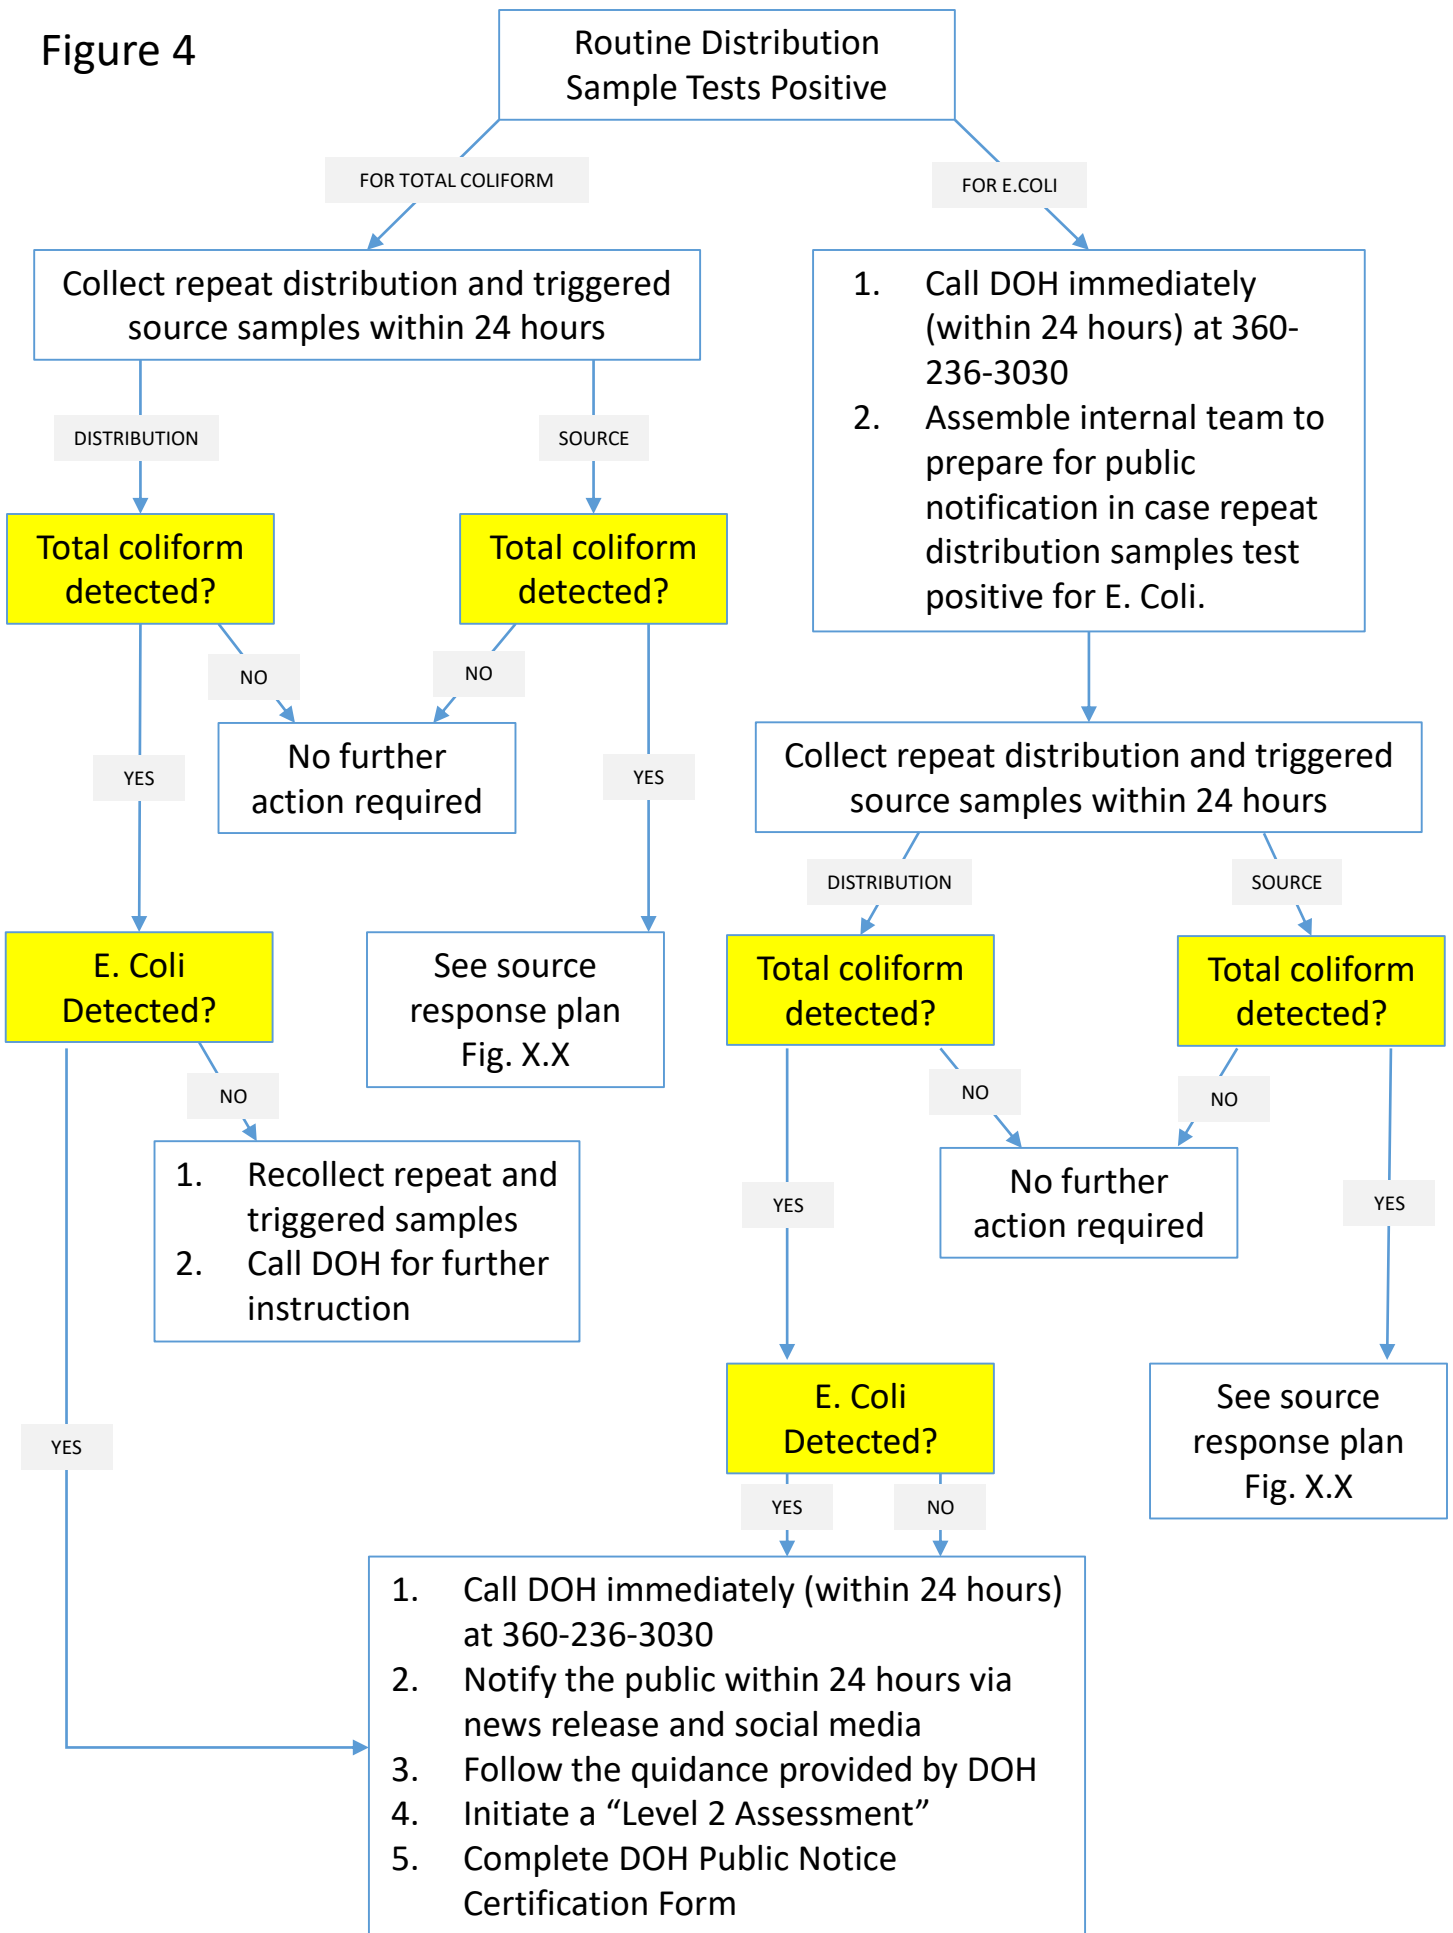 Figure 4
Routine Distribution
Sample Tests Positive
FOR TOTAL COLIFORM
FOR E.COLI
Collect repeat distribution and triggered
source samples within 24 hours
1. Call DOH immediately
(within 24 hours) at 360-
236-3030
2. Assemble internal team to
prepare for public
notification in case repeat
distribution samples test
positive for E. Coli.
DISTRIBUTION
SOURCE
Total coliform
detected?
Total coliform
detected?
NO
NO
No further
action required
YES
YES
Collect repeat distribution and triggered
source samples within 24 hours
DISTRIBUTION
SOURCE
E. Coli
Detected?
See source
response plan
Fig. X.X
Total coliform
detected?
Total coliform
detected?
NO
NO
NO
1. Recollect repeat and
triggered samples
2. Call DOH for further
instruction
No further
action required
YES
YES
E. Coli
Detected?
See source
response plan
Fig. X.X
YES
YES
NO
1. Call DOH immediately (within 24 hours)
at 360-236-3030
2. Notify the public within 24 hours via
news release and social media
3. Follow the quidance provided by DOH
4. Initiate a “Level 2 Assessment”
5. Complete DOH Public Notice
Certification Form